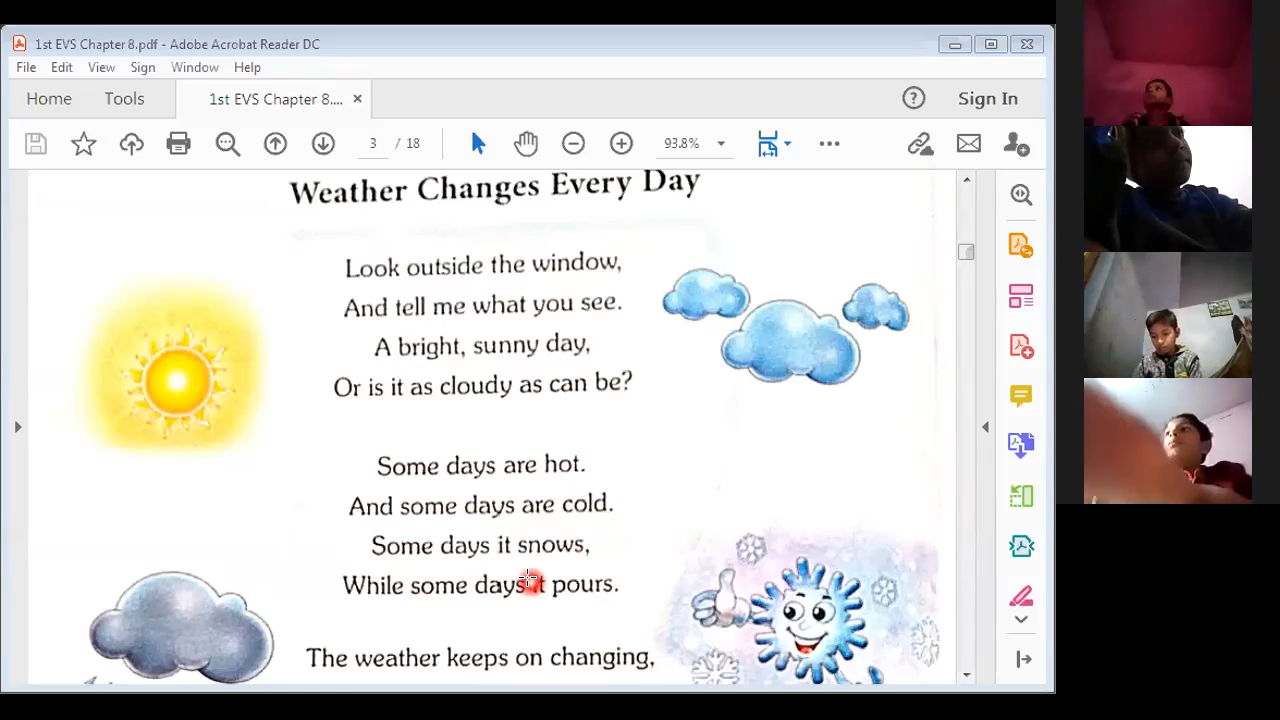 1st EVS Chapter 8.pdf - Adobe Acrobat Reader DC
File Edit View Sign Window Help
Home Tools 1st EVS Chapter 8.... × Sign In
3 / 18 93.8%
Weather Changes Every Day
Look outside the window,
And tell me what you see.
A bright, sunny day,
Or is it as cloudy as can be?
Some days are hot.
And some days are cold.
Some days it snows,
While some days it pours.
The weather keeps on changing,